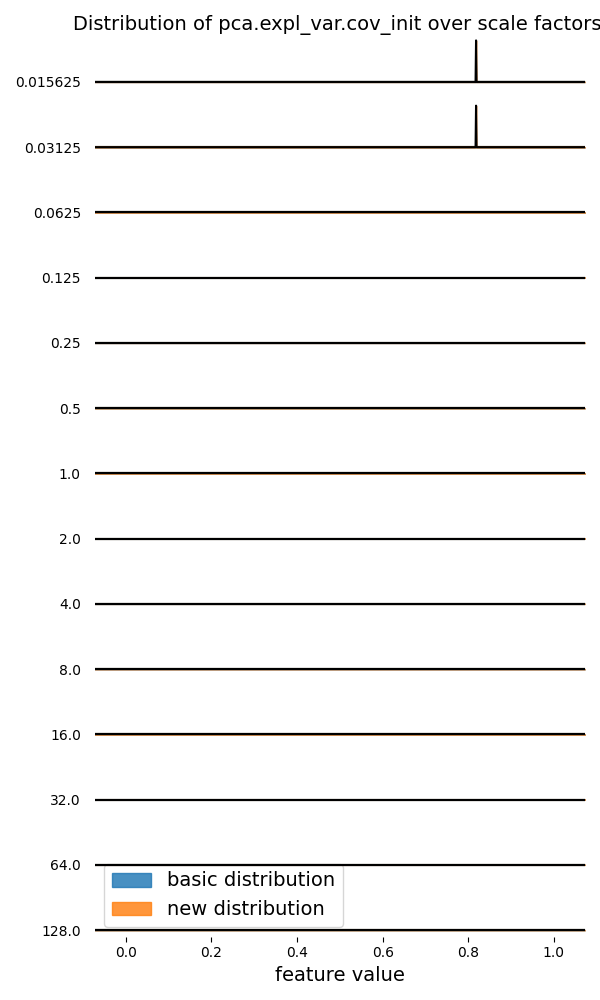 Distribution of pca.expl_var.cov_init over scale factors
0.015625
0.03125
0.0625
0.125
0.25
0.5
1.0
2.0
4.0
8.0
16.0
32.0
64.0
basic distribution
new distribution
128.0
0.0 0.2 0.4 0.6 0.8 1.0
feature value